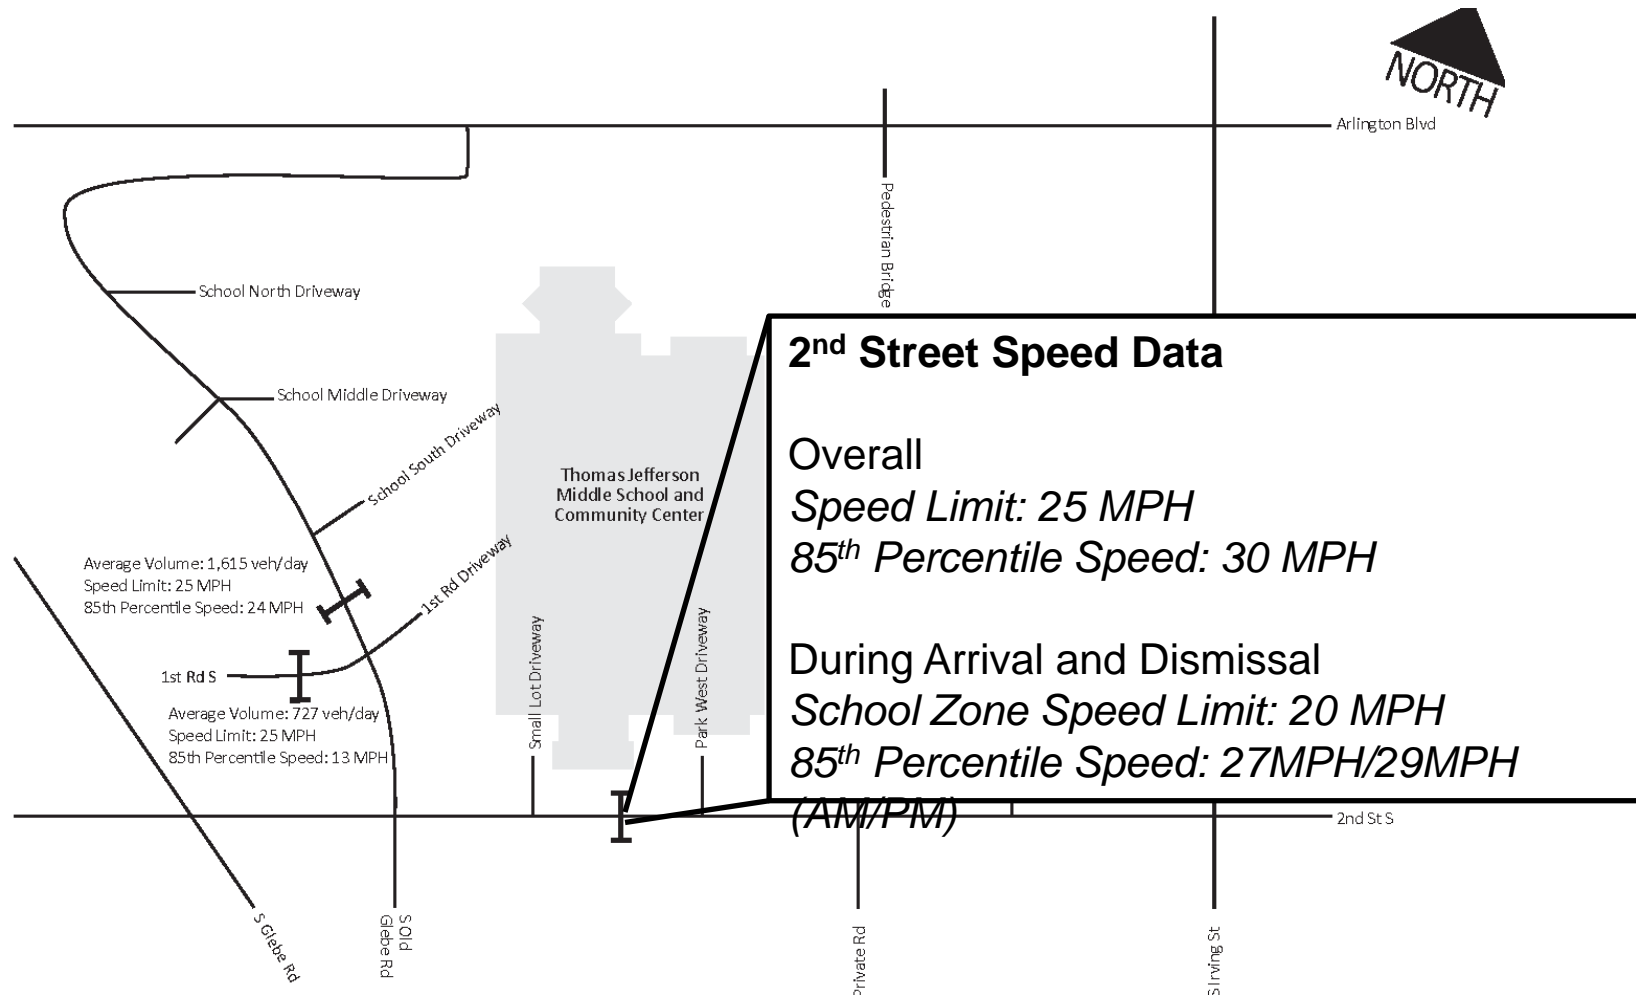 NORTH
Arlington Blvd
Pedestrian Bridge
School North Driveway
School Middle Driveway
School South Driveway
Thomas Jefferson
Middle School and
Community Center
2nd Street Speed Data
Overall
Speed Limit: 25 MPH
85th Percentile Speed: 30 MPH
During Arrival and Dismissal
School Zone Speed Limit: 20 MPH
85th Percentile Speed: 27MPH/29MPH
(AM/PM)
Average Volume: 1,615 veh/day
Speed Limit: 25 MPH
85th Percentile Speed: 24 MPH
1st Rd Driveway
1st Rd S
Average Volume: 727 veh/day
Speed Limit: 25 MPH
85th Percentile Speed: 13 MPH
Small Lot Driveway
Park West Driveway
2nd St S
S Glebe Rd
S Old
Glebe Rd
Private Rd
S Irving St